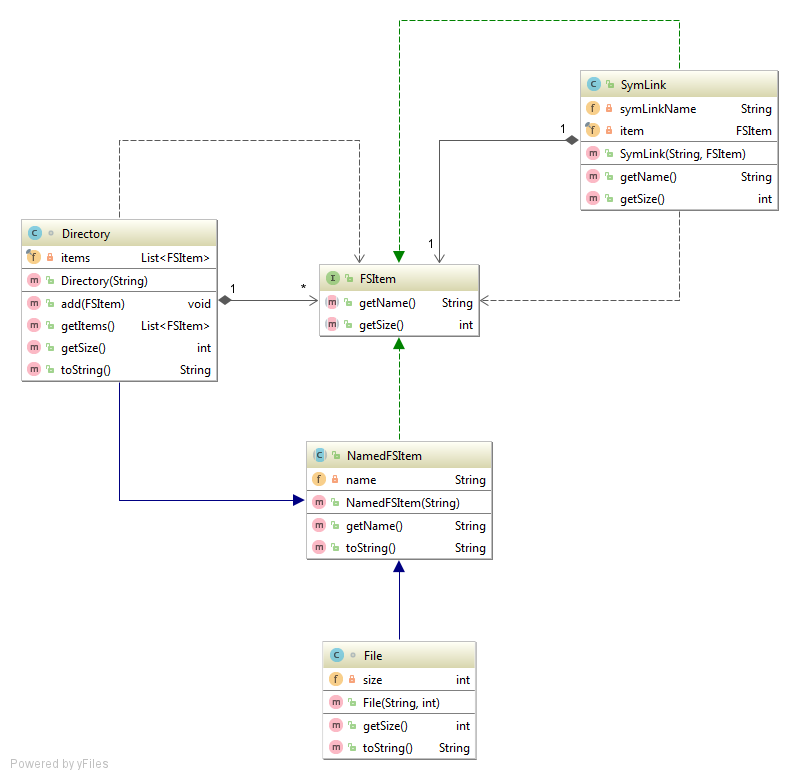 SymLink
symLinkName String
item FSItem
SymLink(String, FSItem)
getName() String
getSize() int
1
1
Directory
items List<FSItem>
Directory(String)
add(FSItem) void
getItems() List<FSItem>
getSize() int
toString() String
1
*
FSItem
getName() String
getSize() int
NamedFSItem
name String
NamedFSItem(String)
getName() String
toString() String
File
size int
File(String, int)
getSize() int
toString() String
Powered by yFiles